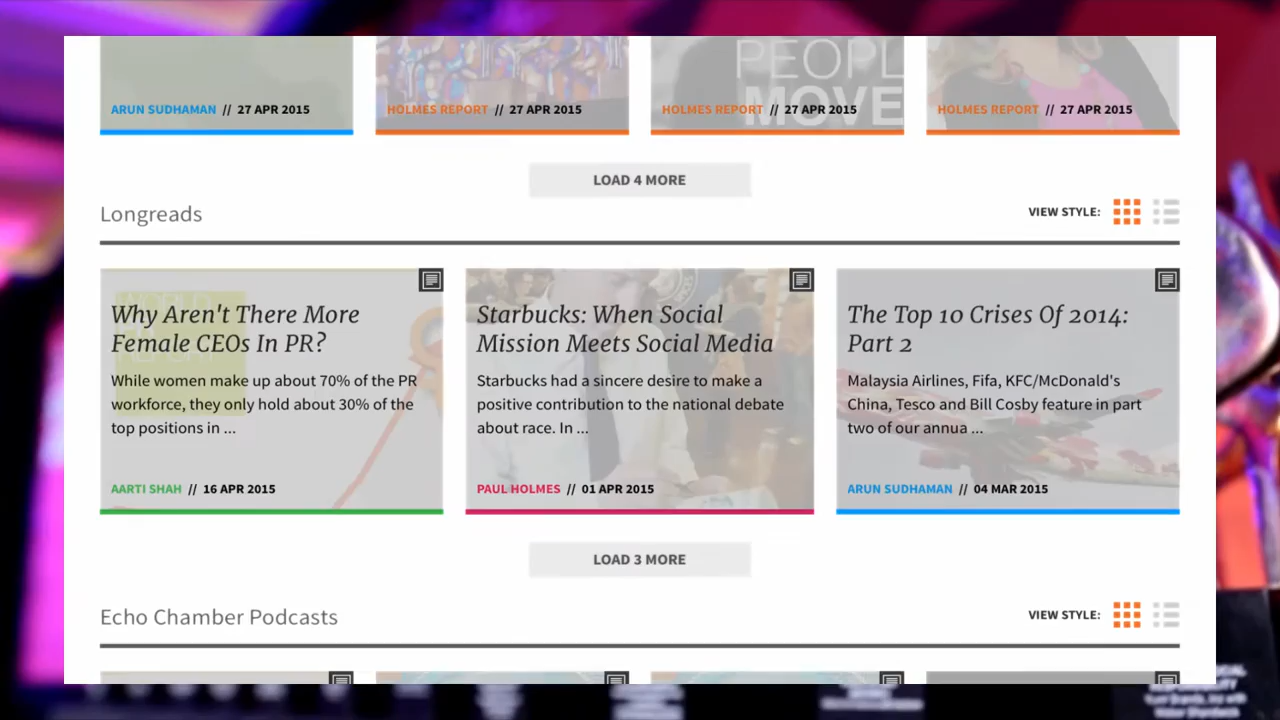 PEOPL
MOVE
ARUN SUDHAMAN // 27 APR 2015
HOLMES REPORT // 27 APR 2015
HOLMES REPORT // 27 APR 2015
HOLMES REPORT // 27 APR 2015
LOAD 4 MORE
Longreads
VIEW STYLE:
Why Aren't There More
Female CEOs In PR?
While women make up about 70% of the PR
workforce, they only hold about 30% of the
top positions in ...
AARTI SHAH // 16 APR 2015
Starbucks: When Social
Mission Meets Social Media
Starbucks had a sincere desire to make a
positive contribution to the national debate
about race. In ...
PAUL HOLMES // 01 APR 2015
The Top 10 Crises Of 2014:
Part 2
Malaysia Airlines, Fifa, KFC/McDonald's
China, Tesco and Bill Cosby feature in part
two of our annua ...
ARUN SUDHAMAN // 04 MAR 2015
LOAD 3 MORE
Echo Chamber Podcasts
VIEW STYLE: